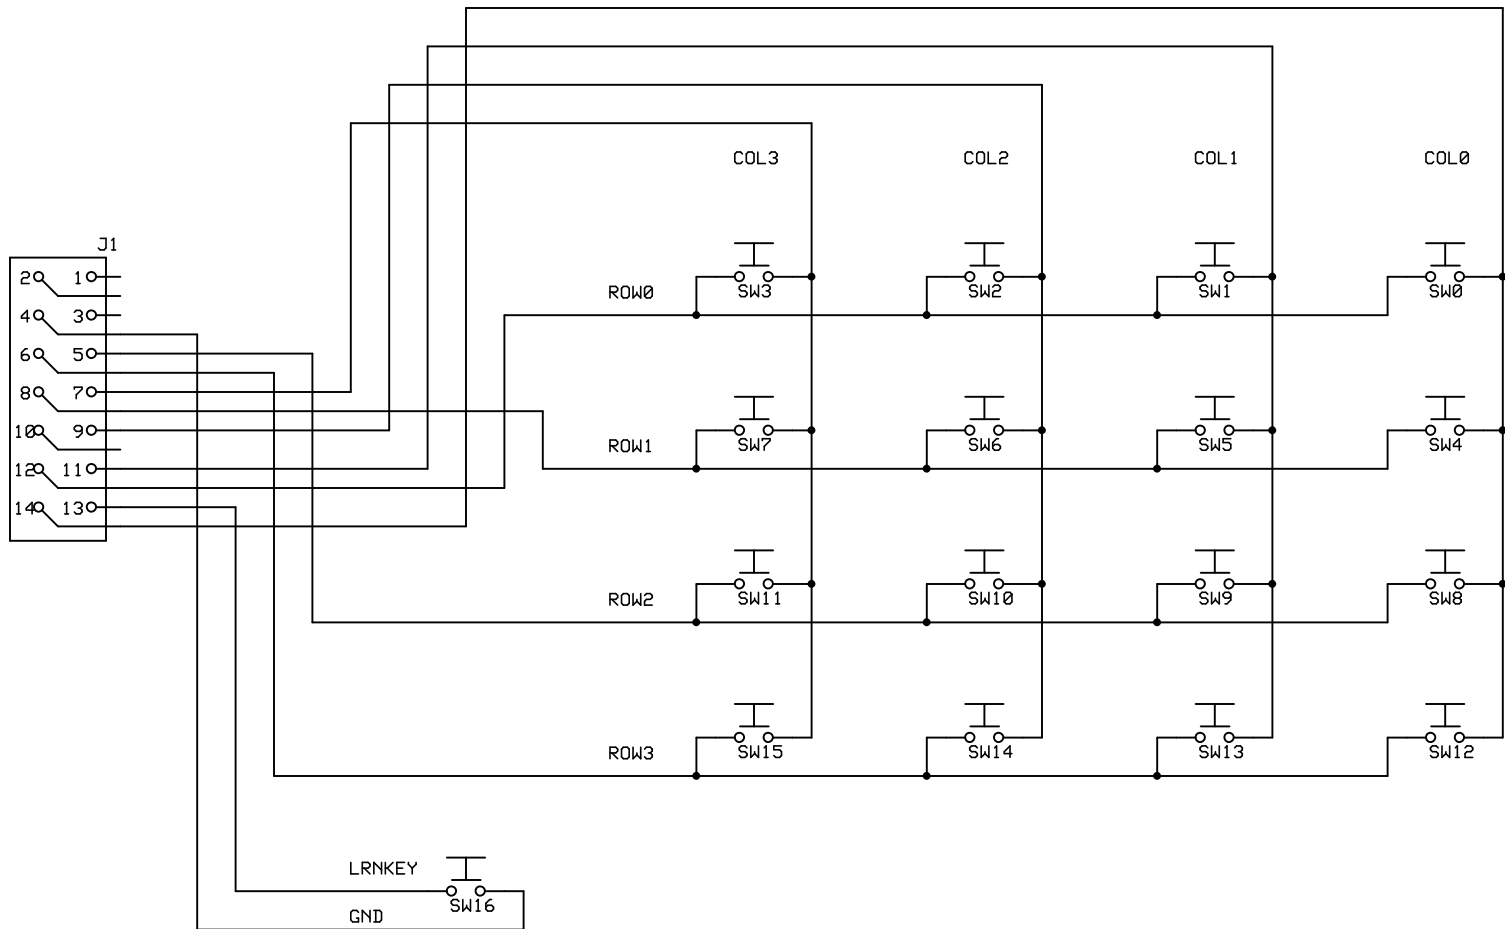 COL3 COL2 COL1 COL0
J1
2 1
ROW0 SW3 SW2 SW1 SW0
4 3
6 5
8 7
10 9
ROW1 SW7 SW6 SW5 SW4
12 11
14 13
ROW2 SW11 SW10 SW9 SW8
ROW3 SW15 SW14 SW13 SW12
LRNKEY
SW16
GND